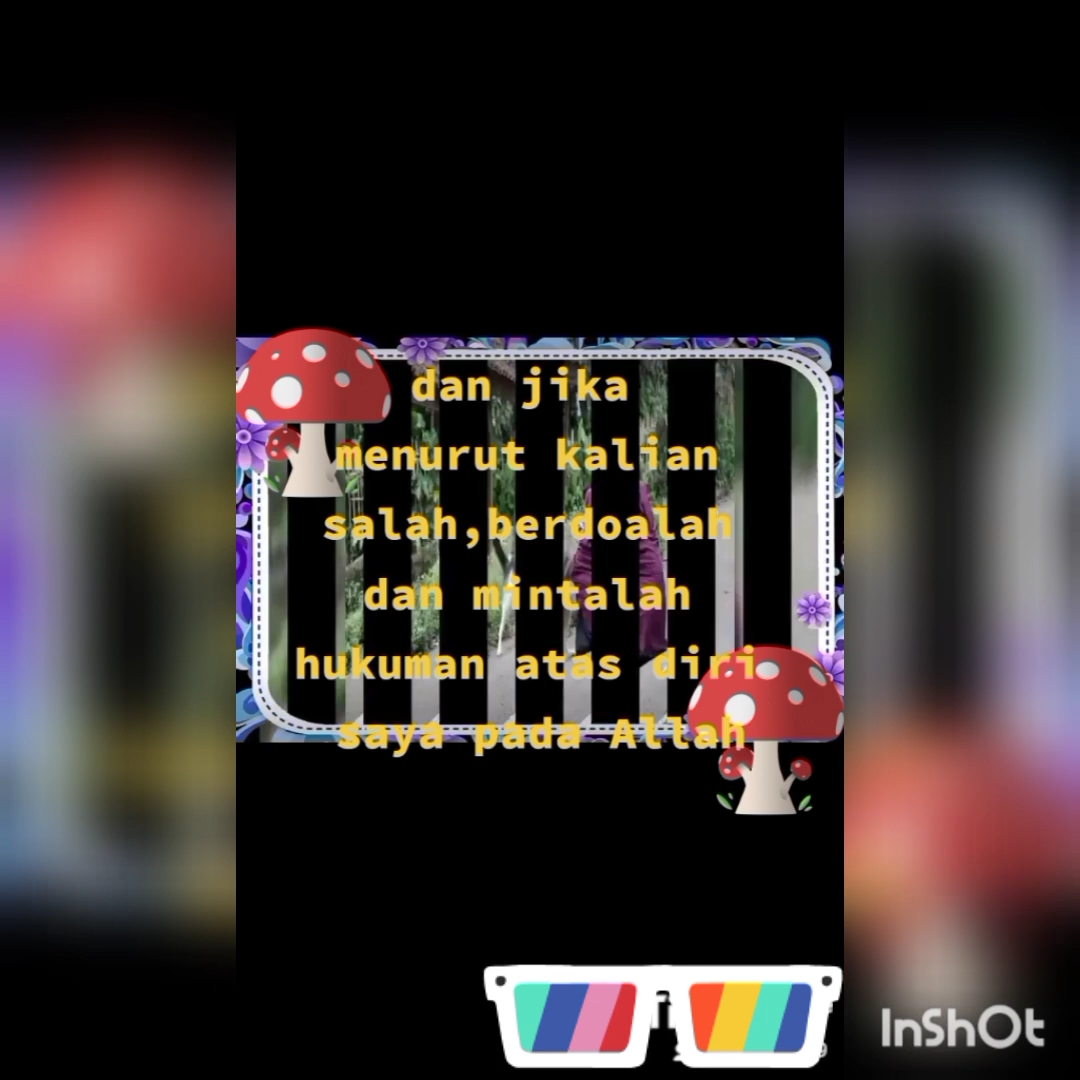 dan jika
menurut kalian
salah,berdoalah
dan mintalah
hukuman atas diri
saya pada Allah
InShOt